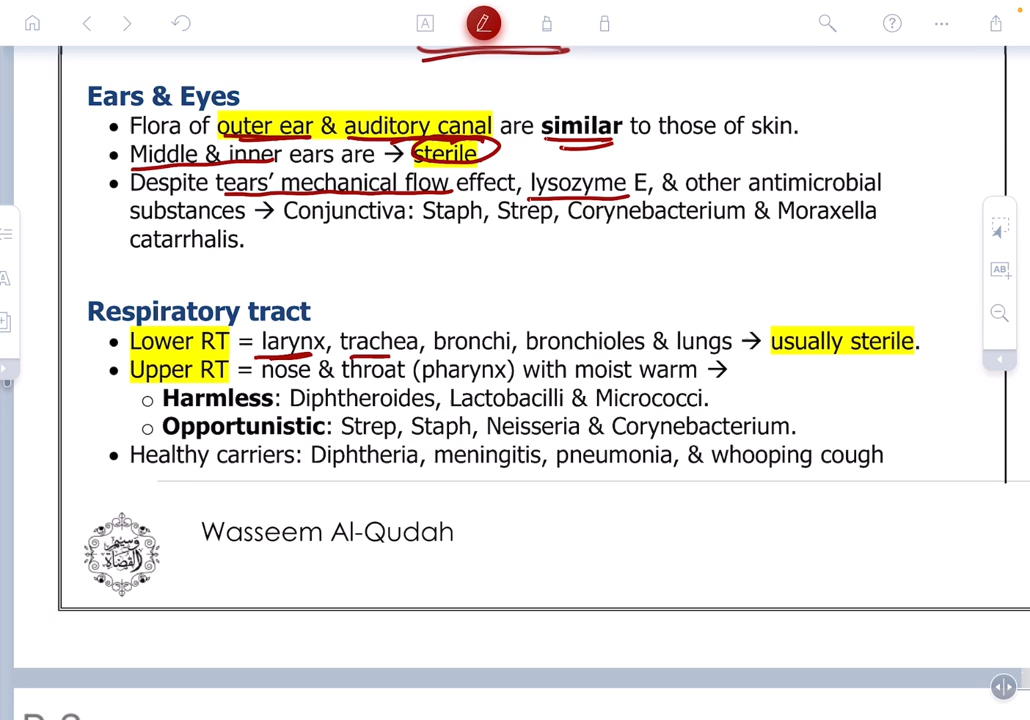 Ears & Eyes
• Flora of outer ear & auditory canal are similar to those of skin.
• Middle & inner ears are → sterile
• Despite tears' mechanical flow effect, lysozyme E, & other antimicrobial
substances → Conjunctiva: Staph, Strep, Corynebacterium & Moraxella
catarrhalis.
Respiratory tract
• Lower RT = larynx, trachea, bronchi, bronchioles & lungs → usually sterile.
• Upper RT = nose & throat (pharynx) with moist warm →
○ Harmless: Diphtheroides, Lactobacilli & Micrococci.
○ Opportunistic: Strep, Staph, Neisseria & Corynebacterium.
• Healthy carriers: Diphtheria, meningitis, pneumonia, & whooping cough
وسيم القضاة
Wasseem Al-Qudah